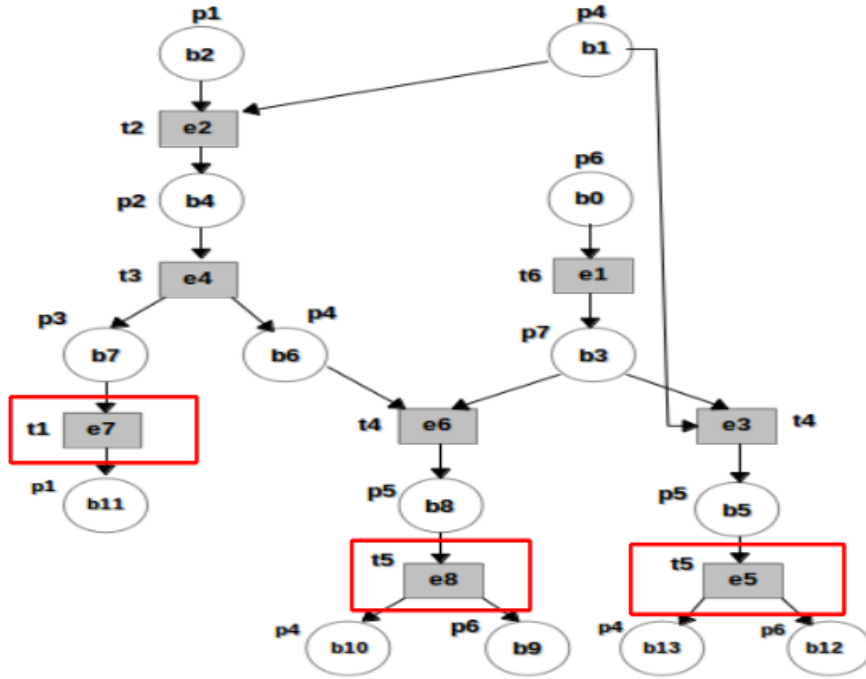 p1 p4
b2 b1
t2 e2
p6
p2 b4 b0
t3 e4 t6 e1
p3 p4 p7
b7 b6 b3
t1 e7 t4 e6 e3 t4
p1 b11 p5 b8 p5 b5
t5 e8 t5 e5
p4 b10 p6 b9 p4 b13 p6 b12